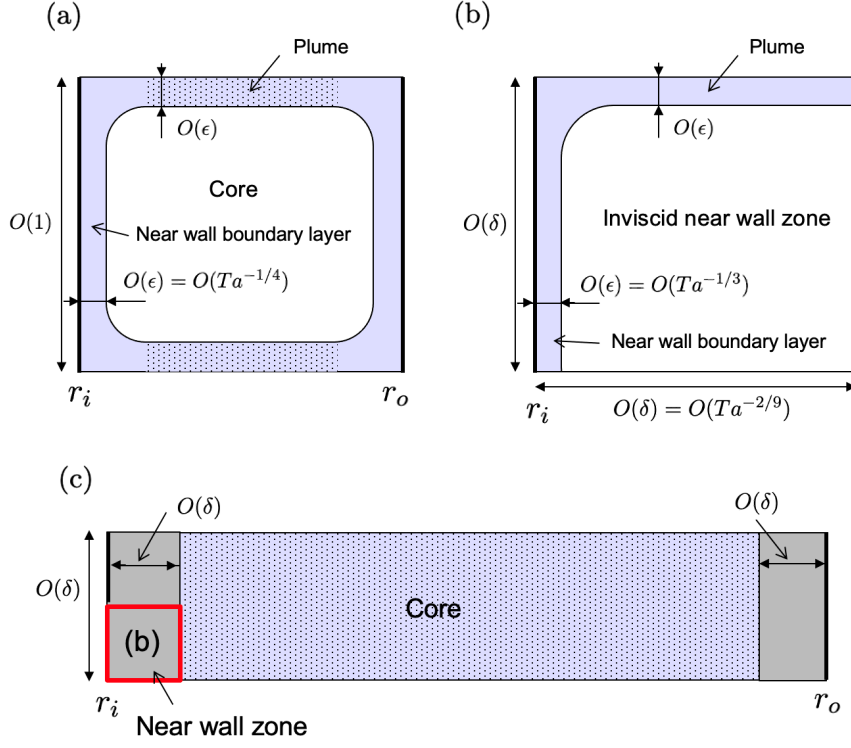 (a)
Plume
O(ϵ)
Core
O(1)
Near wall boundary layer
O(ϵ) = O(Ta^{-1/4})
r_i
r_o
(b)
Plume
O(ϵ)
O(δ)
Inviscid near wall zone
O(ϵ) = O(Ta^{-1/3})
Near wall boundary layer
r_i
O(δ) = O(Ta^{-2/9})
(c)
O(δ)
O(δ)
O(δ)
Core
(b)
r_i
r_o
Near wall zone